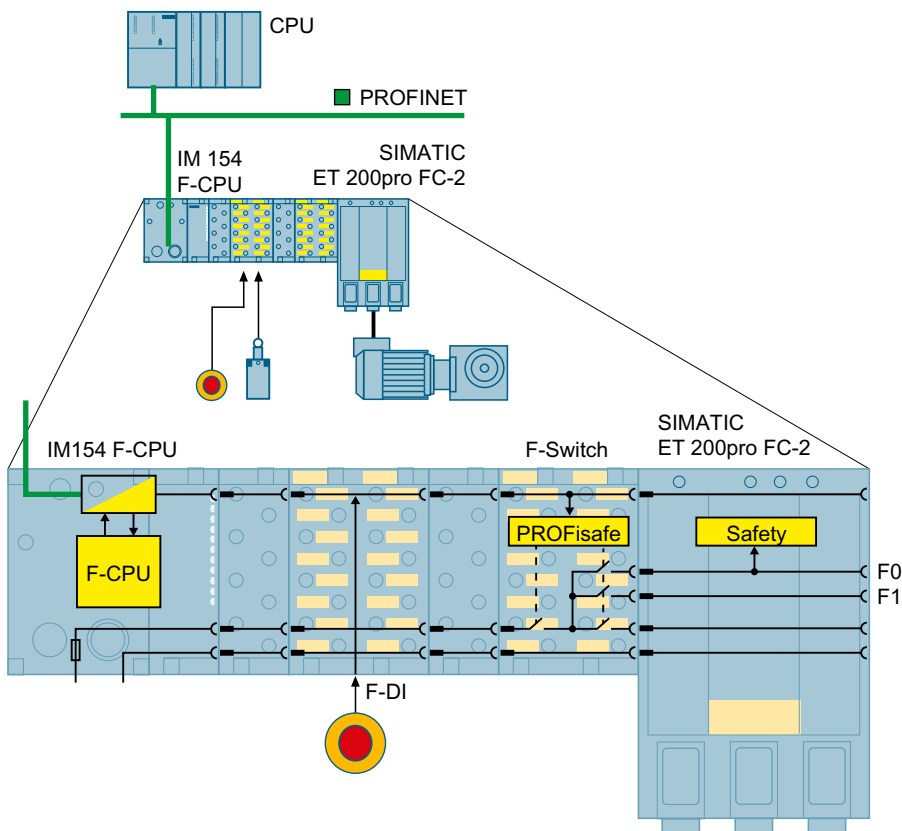 CPU
PROFINET
IM 154
F-CPU
SIMATIC
ET 200pro FC-2
IM154 F-CPU
F-Switch
SIMATIC
ET 200pro FC-2
PROFIsafe
Safety
F-CPU
F0
F1
F-DI